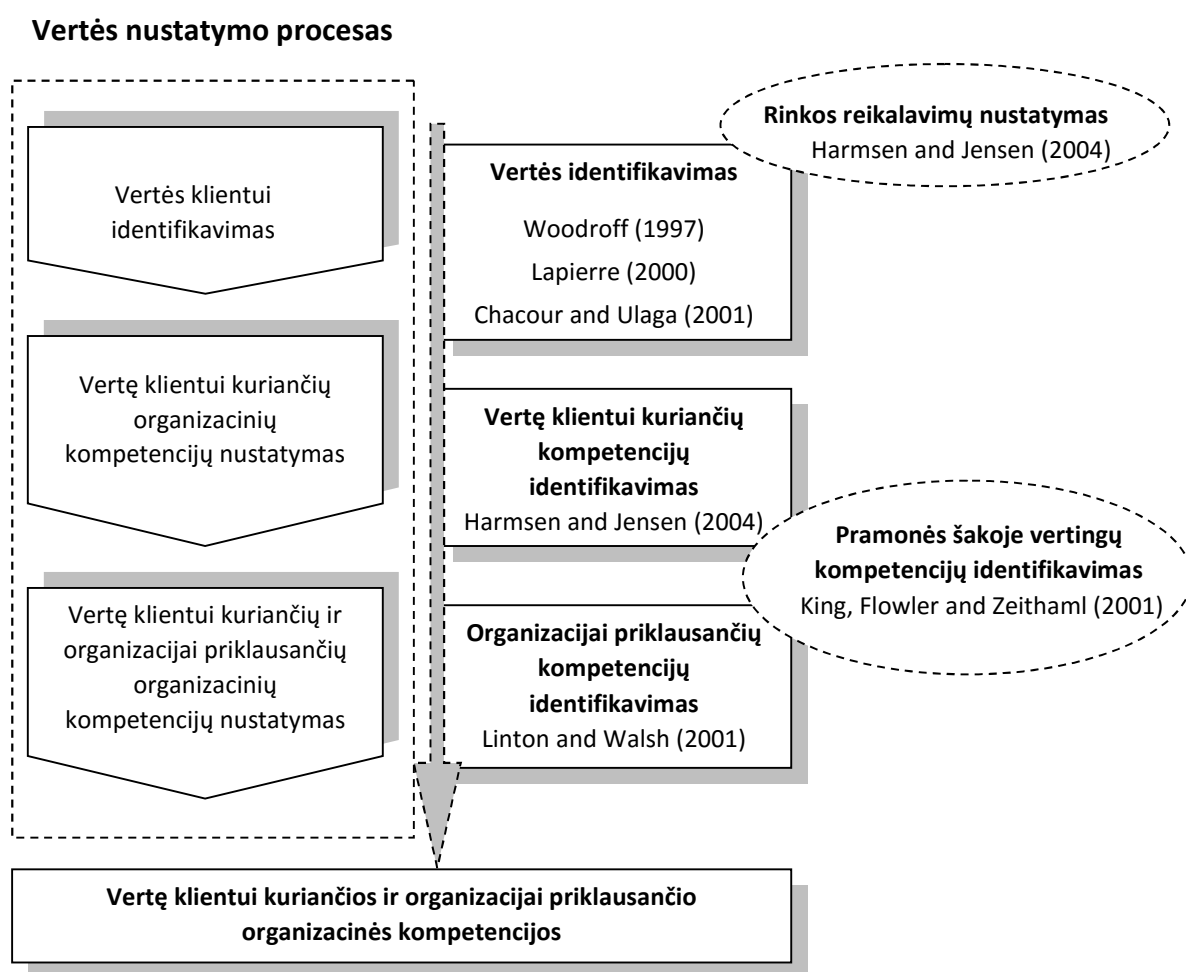 Vertės nustatymo procesas
Vertės klientui
identifikavimas
Vertę klientui kuriančių
organizacinių
kompetencijų nustatymas
Vertę klientui kuriančių ir
organizacijai priklausančių
organizacinių
kompetencijų nustatymas
Rinkos reikalavimų nustatymas
Harmsen and Jensen (2004)
Vertės identifikavimas
Woodroff (1997)
Lapierre (2000)
Chacour and Ulaga (2001)
Vertę klientui kuriančių
kompetencijų
identifikavimas
Harmsen and Jensen (2004)
Pramonės šakoje vertingų
kompetencijų identifikavimas
King, Flowler and Zeithaml (2001)
Organizacijai priklausančių
kompetencijų
identifikavimas
Linton and Walsh (2001)
Vertę klientui kuriančios ir organizacijai priklausančio
organizacinės kompetencijos